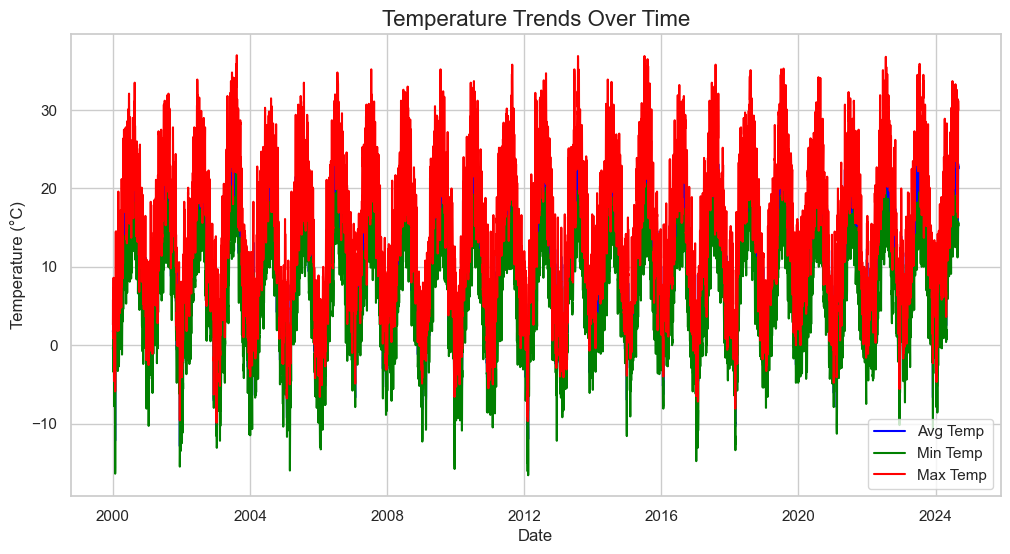 Temperature Trends Over Time
Temperature (°C)
30
20
10
0
−10
2000
2004
2008
2012
2016
2020
2024
Date
Avg Temp
Min Temp
Max Temp